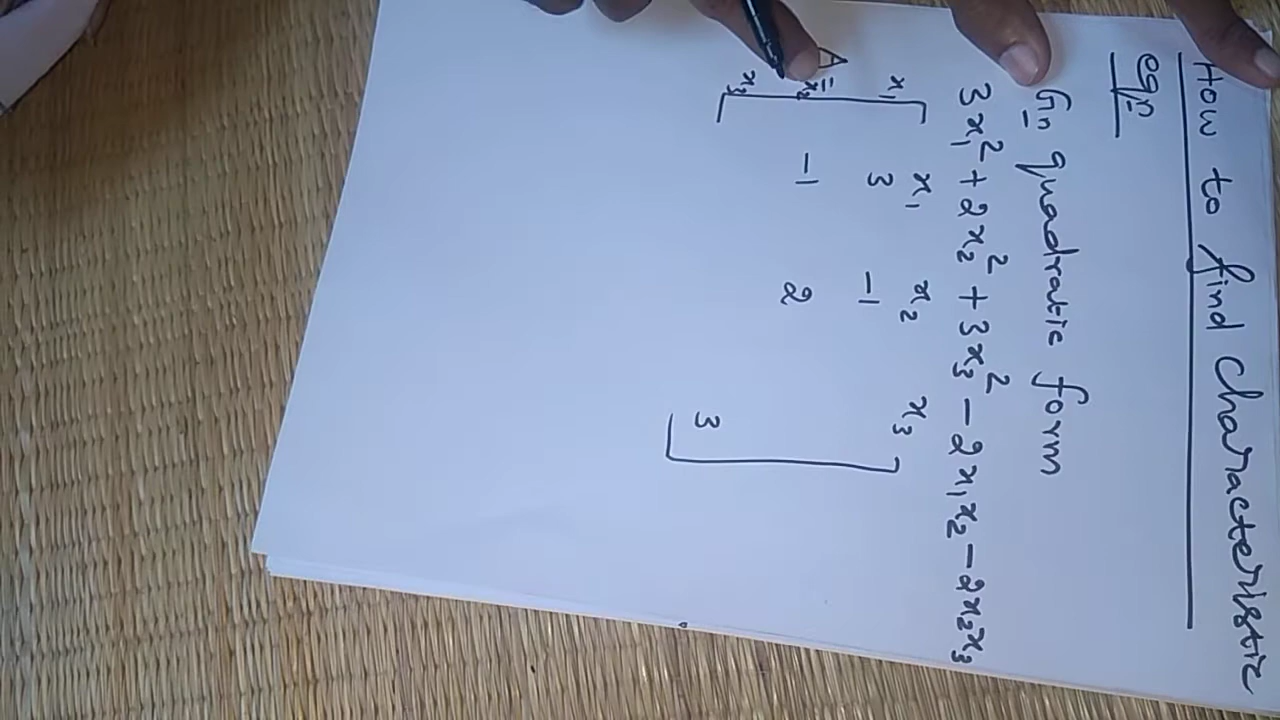 How to find characteristic
eqn
Gn quadratic form
3x₁² + 2x₂² + 3x₃² - 2x₁x₂ - 2x₂x₃
x₁ x₂ x₃
A = x₁ 3 -1
x₂ -1 2
x₃ 3